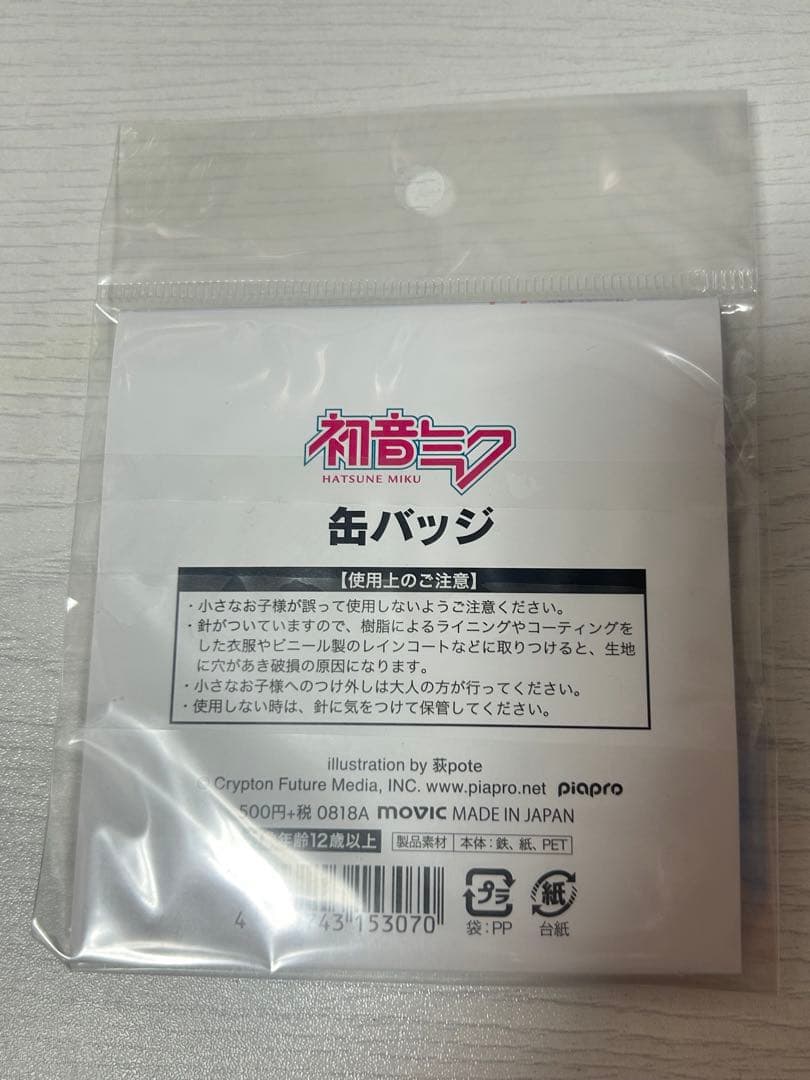 初音ミク
HATSUNE MIKU
缶バッジ
【使用上のご注意】
・小さなお子様が誤って使用しないようご注意ください。
・針がついていますので、樹脂によるライニングやコーティングを
した衣服やビニール製のレインコートなどに取りつけると、生地
に穴があき破損の原因になります。
・小さなお子様へのつけ外しは大人の方が行ってください。
・使用しない時は、針に気をつけて保管してください。
illustration by 荻pote
© Crypton Future Media, INC. www.piapro.net piapro
500円+税 0818A movic MADE IN JAPAN
年齢12歳以上 製品素材 本体:鉄、紙、PET
4 743 153070
プラ 紙
袋:PP 台紙